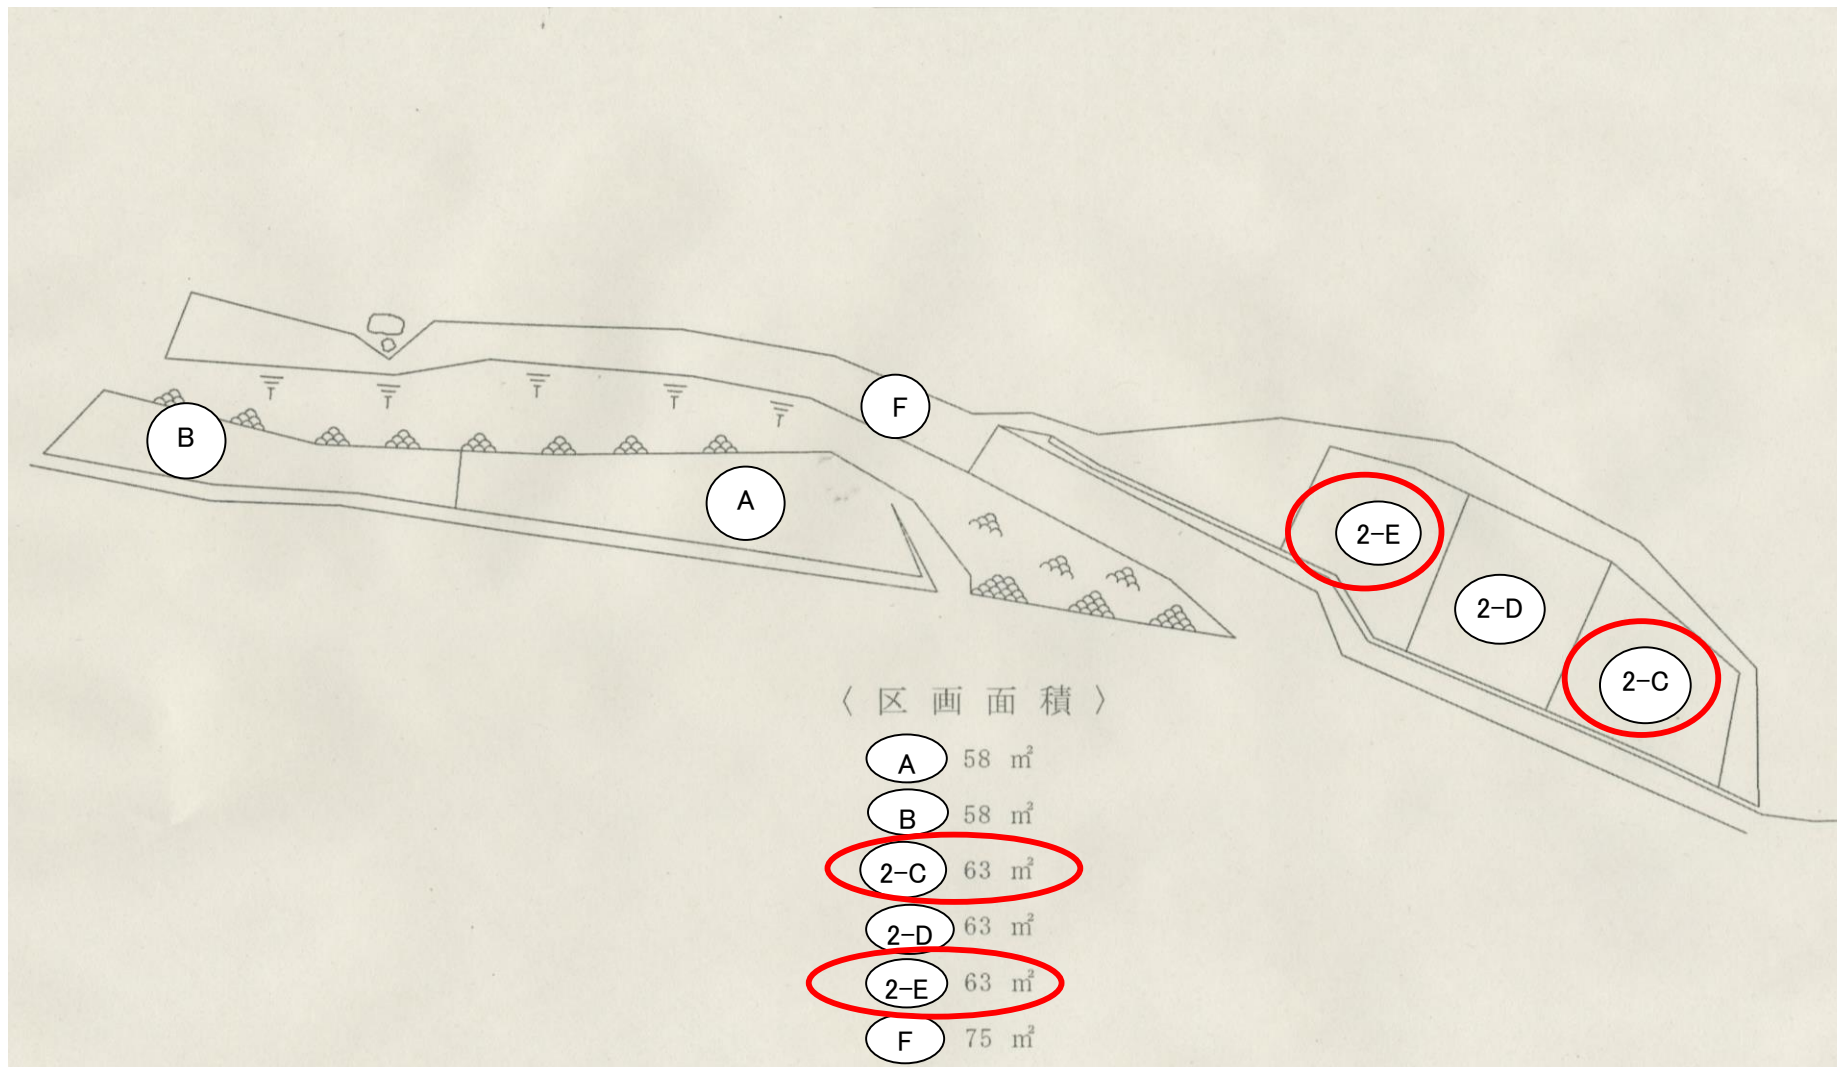 F
B
A
2-E
2-D
2-C
〈区画面積〉
A 58 ㎡
B 58 ㎡
2-C 63 ㎡
2-D 63 ㎡
2-E 63 ㎡
F 75 ㎡